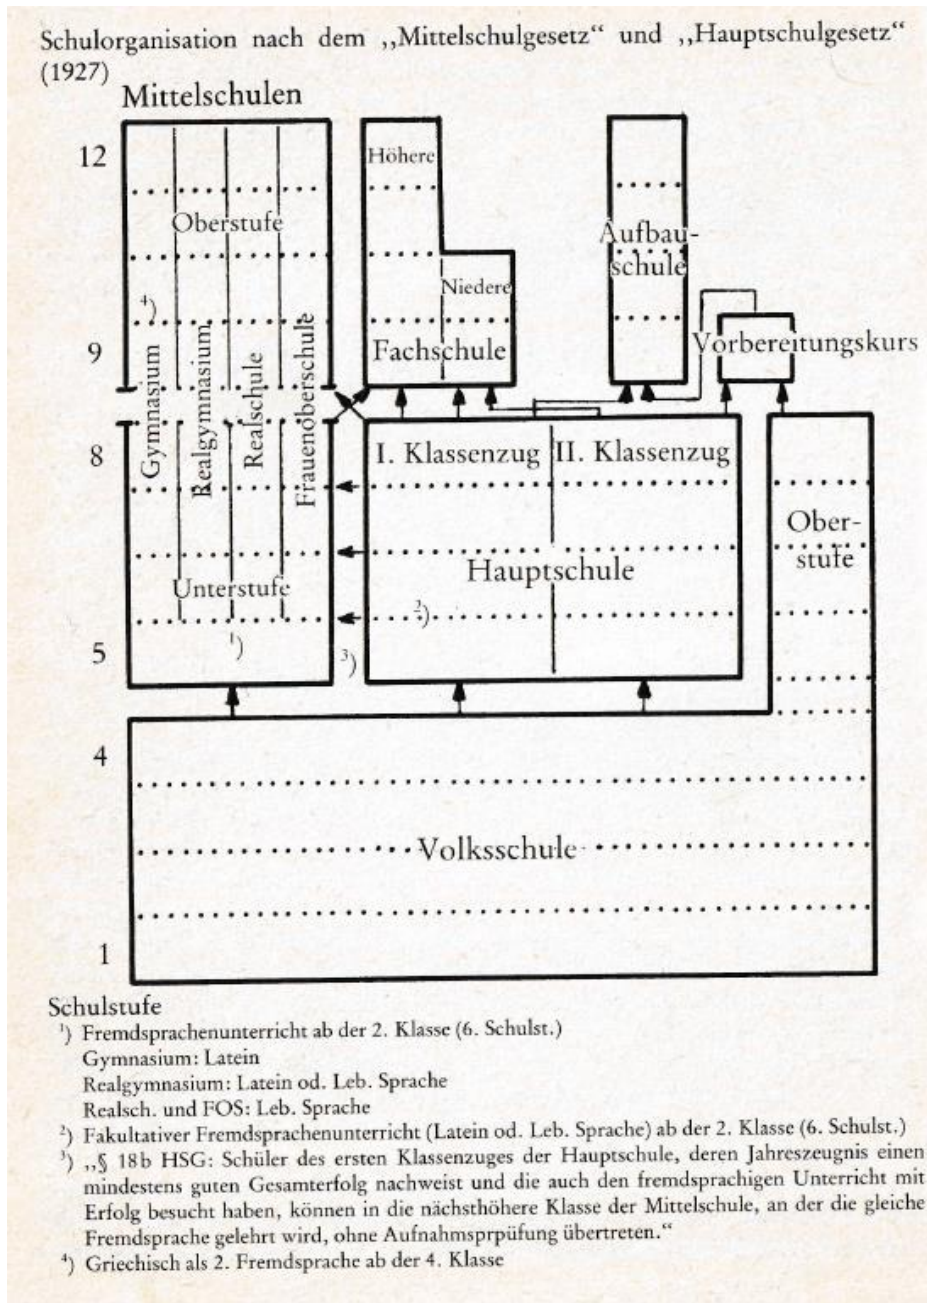 Schulorganisation nach dem „Mittelschulgesetz“ und „Hauptschulgesetz“
(1927)
Mittelschulen
12
Höhere
Oberstufe
Aufbau-
schule
Niedere
⁴)
9
Fachschule
Vorbereitungskurs
Gymnasium
Realgymnasium
Realschule
Frauenoberschule
8
I. Klassenzug
II. Klassenzug
Ober-
stufe
Hauptschule
Unterstufe
²)
¹)
5
³)
4
Volksschule
1
Schulstufe
¹) Fremdsprachenunterricht ab der 2. Klasse (6. Schulst.)
Gymnasium: Latein
Realgymnasium: Latein od. Leb. Sprache
Realsch. und FOS: Leb. Sprache
²) Fakultativer Fremdsprachenunterricht (Latein od. Leb. Sprache) ab der 2. Klasse (6. Schulst.)
³) „§ 18b HSG: Schüler des ersten Klassenzuges der Hauptschule, deren Jahreszeugnis einen
mindestens guten Gesamterfolg nachweist und die auch den fremdsprachigen Unterricht mit
Erfolg besucht haben, können in die nächsthöhere Klasse der Mittelschule, an der die gleiche
Fremdsprache gelehrt wird, ohne Aufnahmsprpüfung übertreten.“
⁴) Griechisch als 2. Fremdsprache ab der 4. Klasse